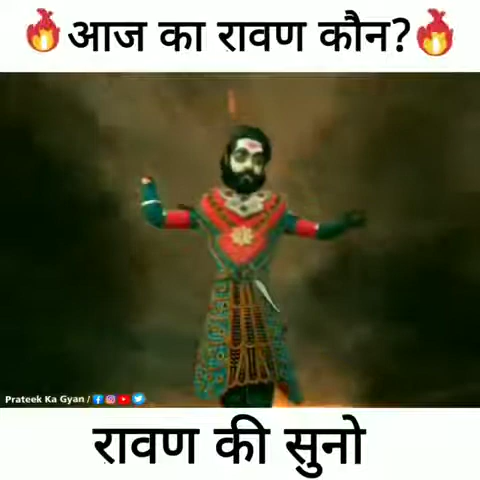 🔥आज का रावण कौन?🔥
Prateek Ka Gyan /
रावण की सुनो